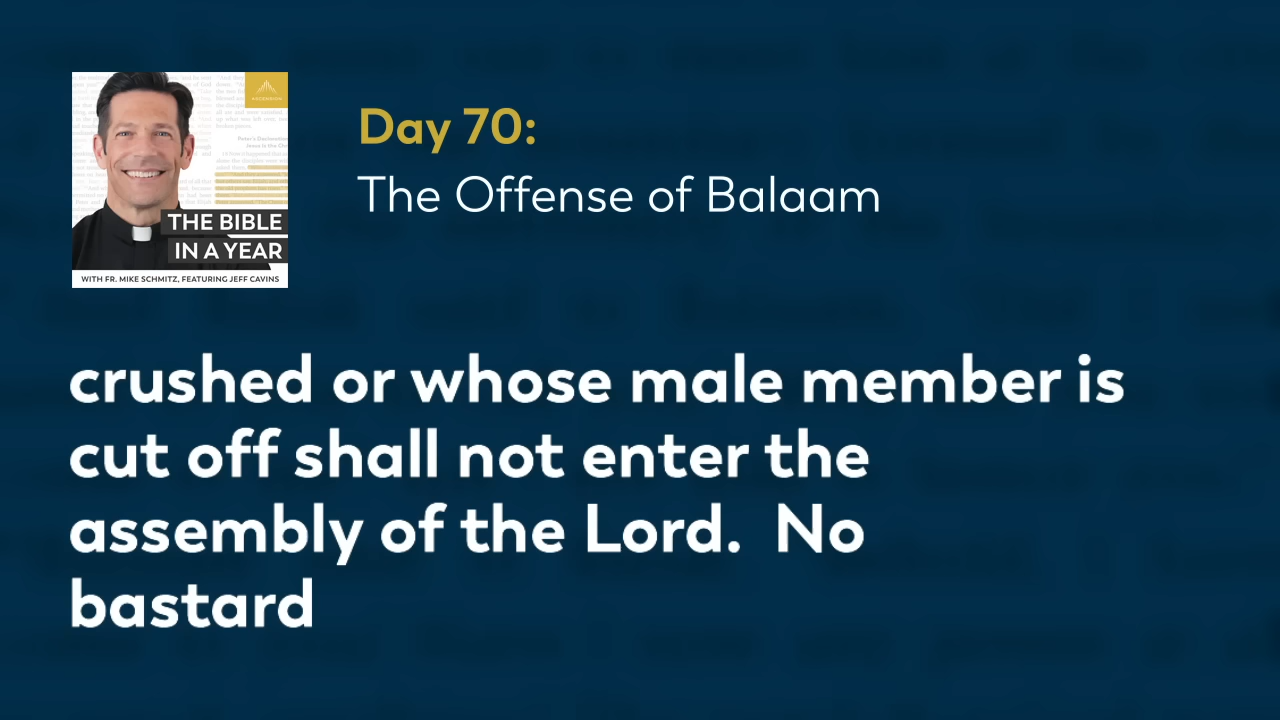 ASCENSION
THE BIBLE
IN A YEAR
WITH FR. MIKE SCHMITZ, FEATURING JEFF CAVINS
Day 70:
The Offense of Balaam
crushed or whose male member is
cut off shall not enter the
assembly of the Lord.  No
bastard